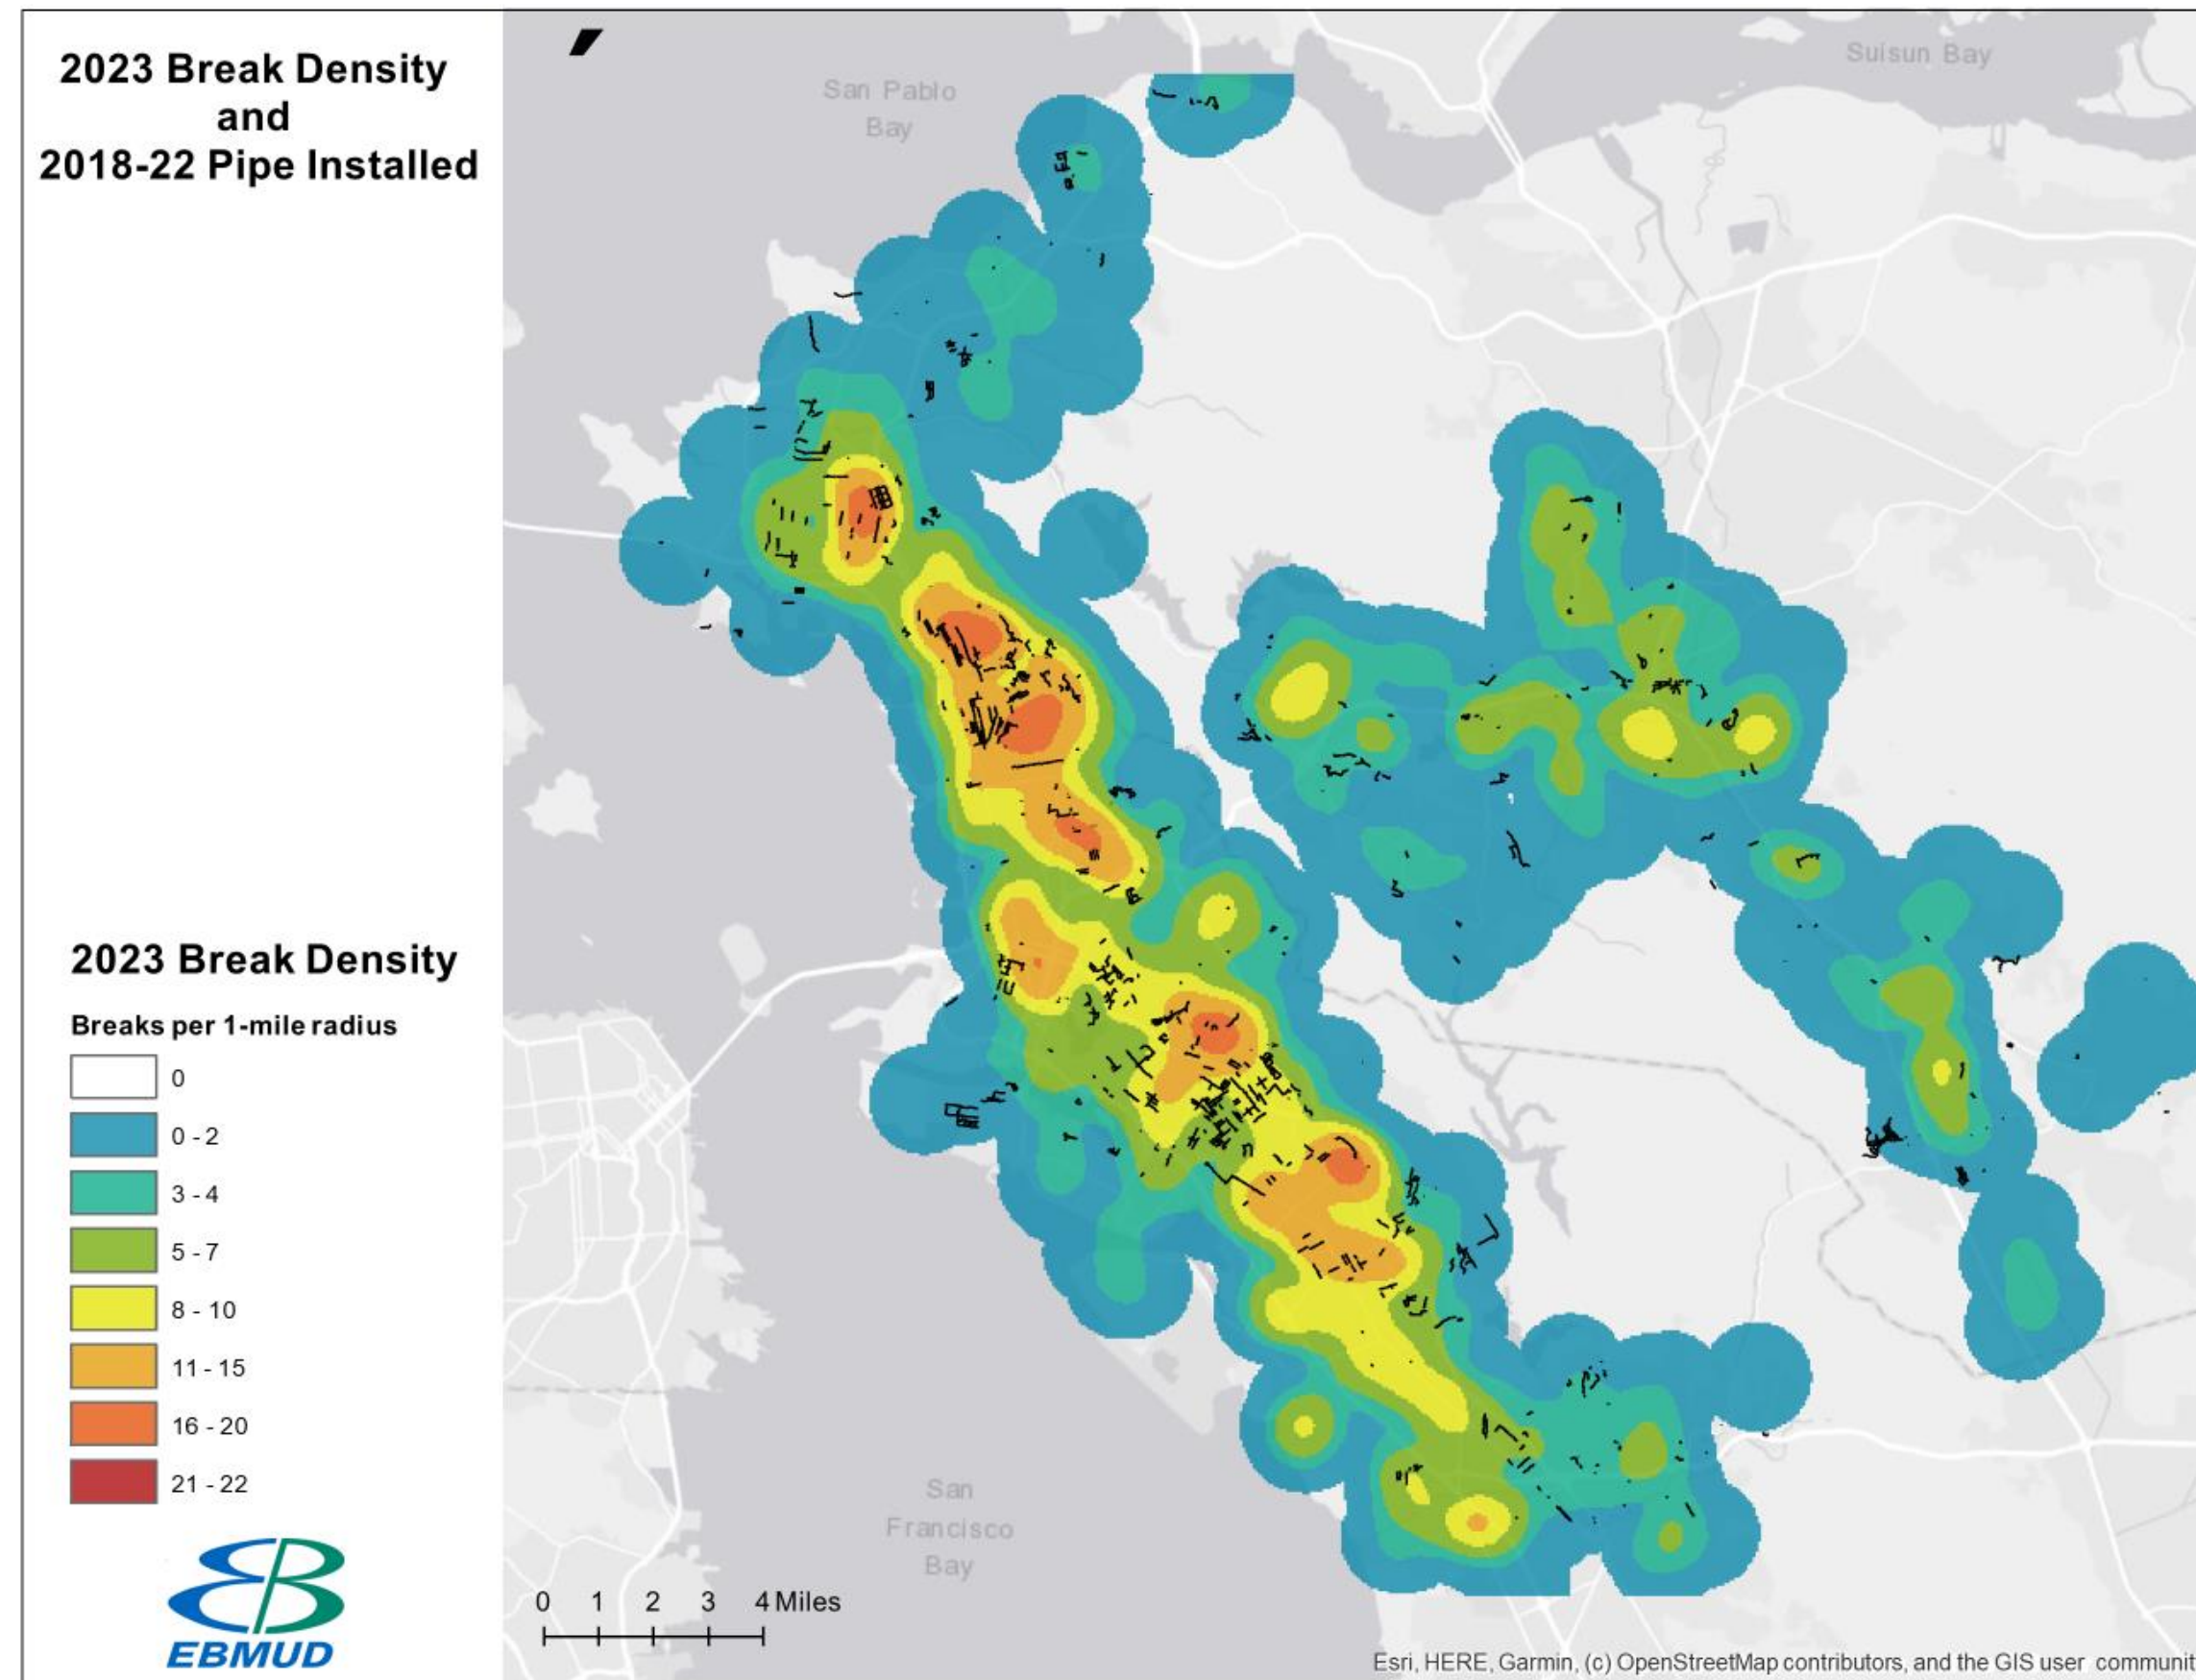 2023 Break Density
and
2018-22 Pipe Installed
San Pablo
Bay
Suisun Bay
2023 Break Density
Breaks per 1-mile radius
0
0 - 2
3 - 4
5 - 7
8 - 10
11 - 15
16 - 20
21 - 22
EBMUD
San
Francisco
Bay
0 1 2 3 4 Miles
Esri, HERE, Garmin, (c) OpenStreetMap contributors, and the GIS user communit